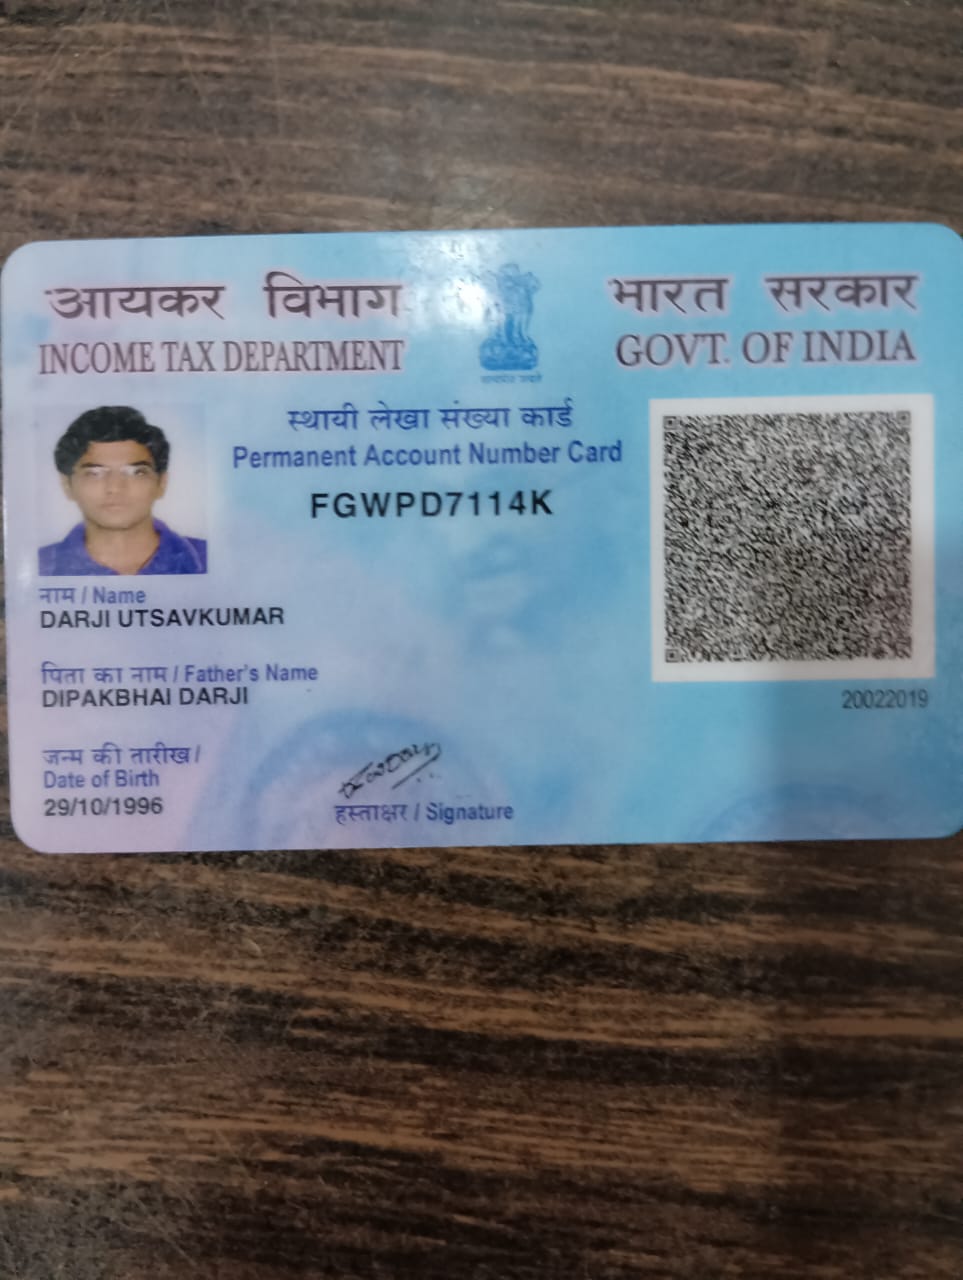 आयकर विभाग
INCOME TAX DEPARTMENT
भारत सरकार
GOVT. OF INDIA
सत्यमेव जयते
स्थायी लेखा संख्या कार्ड
Permanent Account Number Card
FGWPD7114K
नाम / Name
DARJI UTSAVKUMAR
पिता का नाम / Father's Name
DIPAKBHAI DARJI
20022019
जन्म की तारीख /
Date of Birth
29/10/1996
हस्ताक्षर / Signature